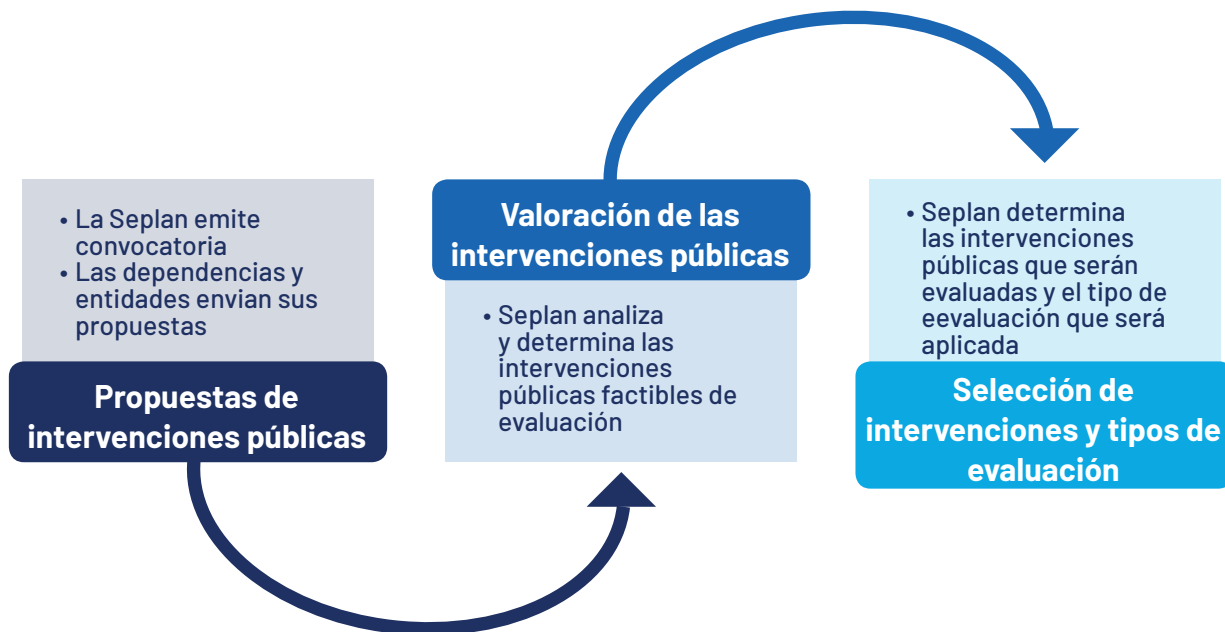 • La Seplan emite
convocatoria
• Las dependencias y
entidades envian sus
propuestas
Propuestas de
intervenciones públicas
Valoración de las
intervenciones públicas
• Seplan analiza
y determina las
intervenciones
públicas factibles de
evaluación
• Seplan determina
las intervenciones
públicas que serán
evaluadas y el tipo de
eevaluación que será
aplicada
Selección de
intervenciones y tipos de
evaluación